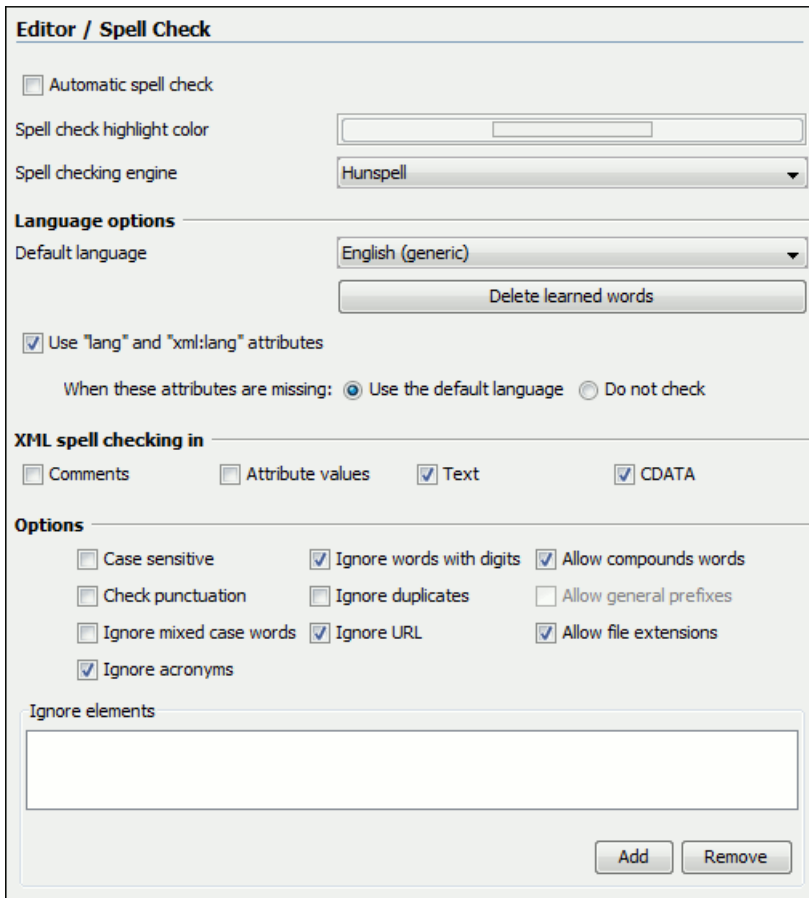 Editor / Spell Check
Automatic spell check
Spell check highlight color
Spell checking engine Hunspell
Language options
Default language English (generic)
Delete learned words
Use "lang" and "xml:lang" attributes
When these attributes are missing: Use the default language Do not check
XML spell checking in
Comments Attribute values Text CDATA
Options
Case sensitive Ignore words with digits Allow compounds words
Check punctuation Ignore duplicates Allow general prefixes
Ignore mixed case words Ignore URL Allow file extensions
Ignore acronyms
Ignore elements
Add Remove